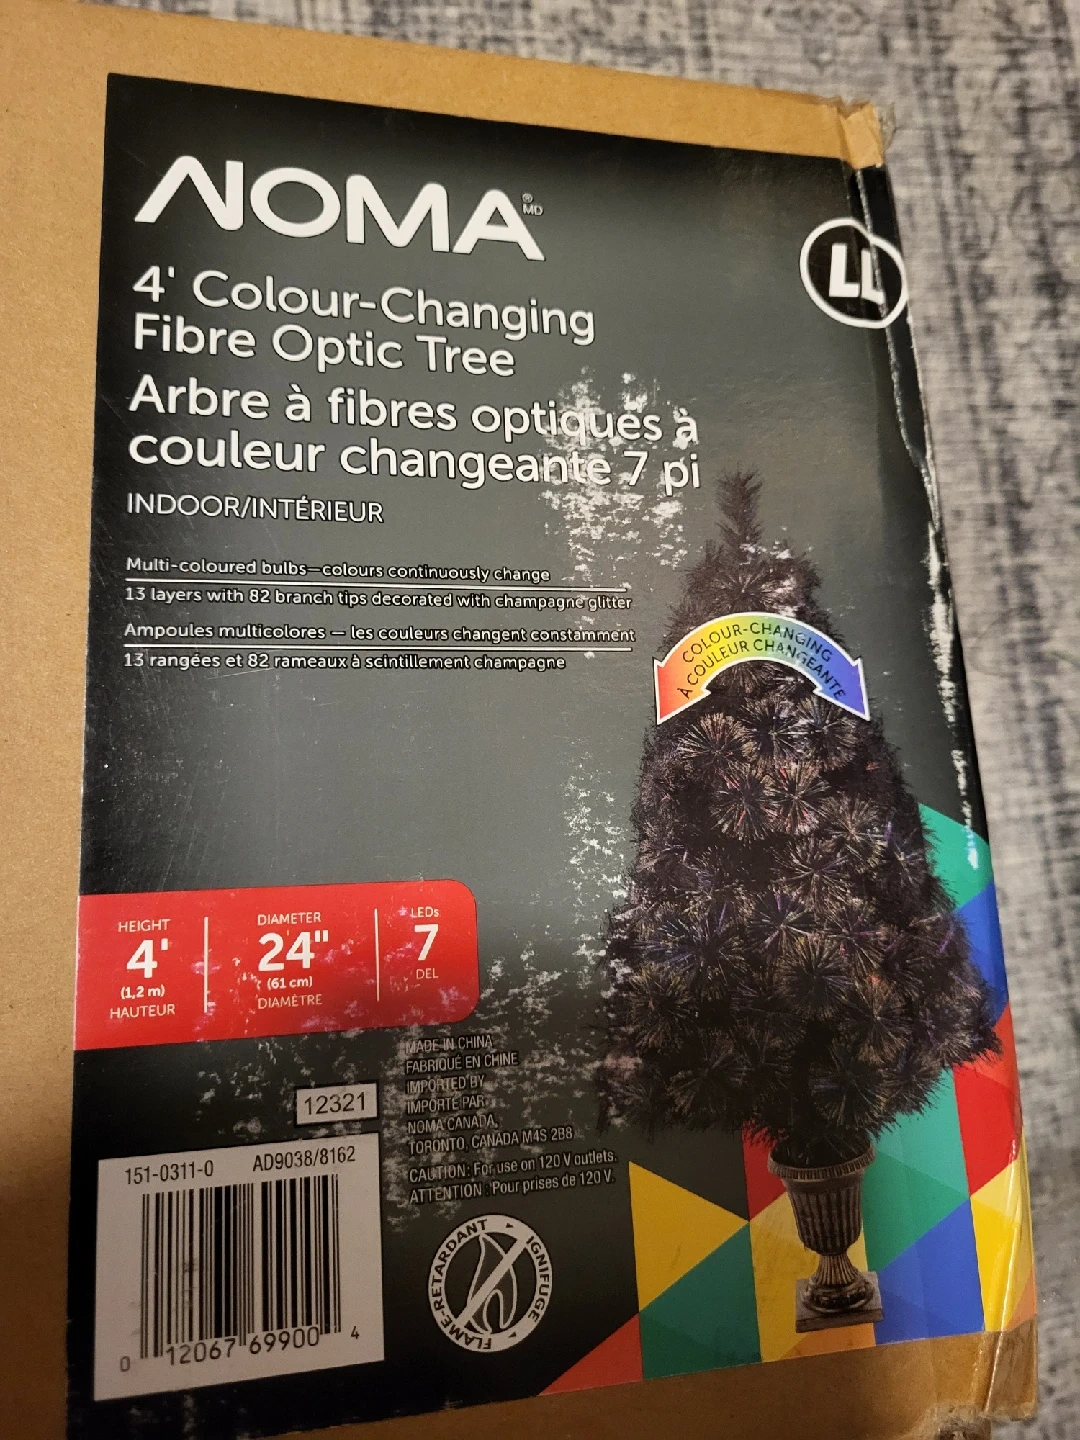 NOMA®MD
LL
4' Colour-Changing
Fibre Optic Tree
Arbre à fibres optiques à
couleur changeante 7 pi
INDOOR/INTÉRIEUR
Multi-coloured bulbs—colours continuously change
13 layers with 82 branch tips decorated with champagne glitter
Ampoules multicolores — les couleurs changent constamment
13 rangées et 82 rameaux à scintillement champagne
COLOUR-CHANGING
À COULEUR CHANGEANTE
HEIGHT
4'
(1,2 m)
HAUTEUR
DIAMETER
24"
(61 cm)
DIAMÈTRE
LEDs
7
DEL
MADE IN CHINA
FABRIQUÉ EN CHINE
IMPORTED BY
IMPORTÉ PAR
NOMA CANADA,
TORONTO, CANADA M4S 2B8
CAUTION: For use on 120 V outlets.
ATTENTION : Pour prises de 120 V.
12321
151-0311-0 AD9038/8162
0 12067 69900 4
FLAME-RETARDANT
IGNIFUGE